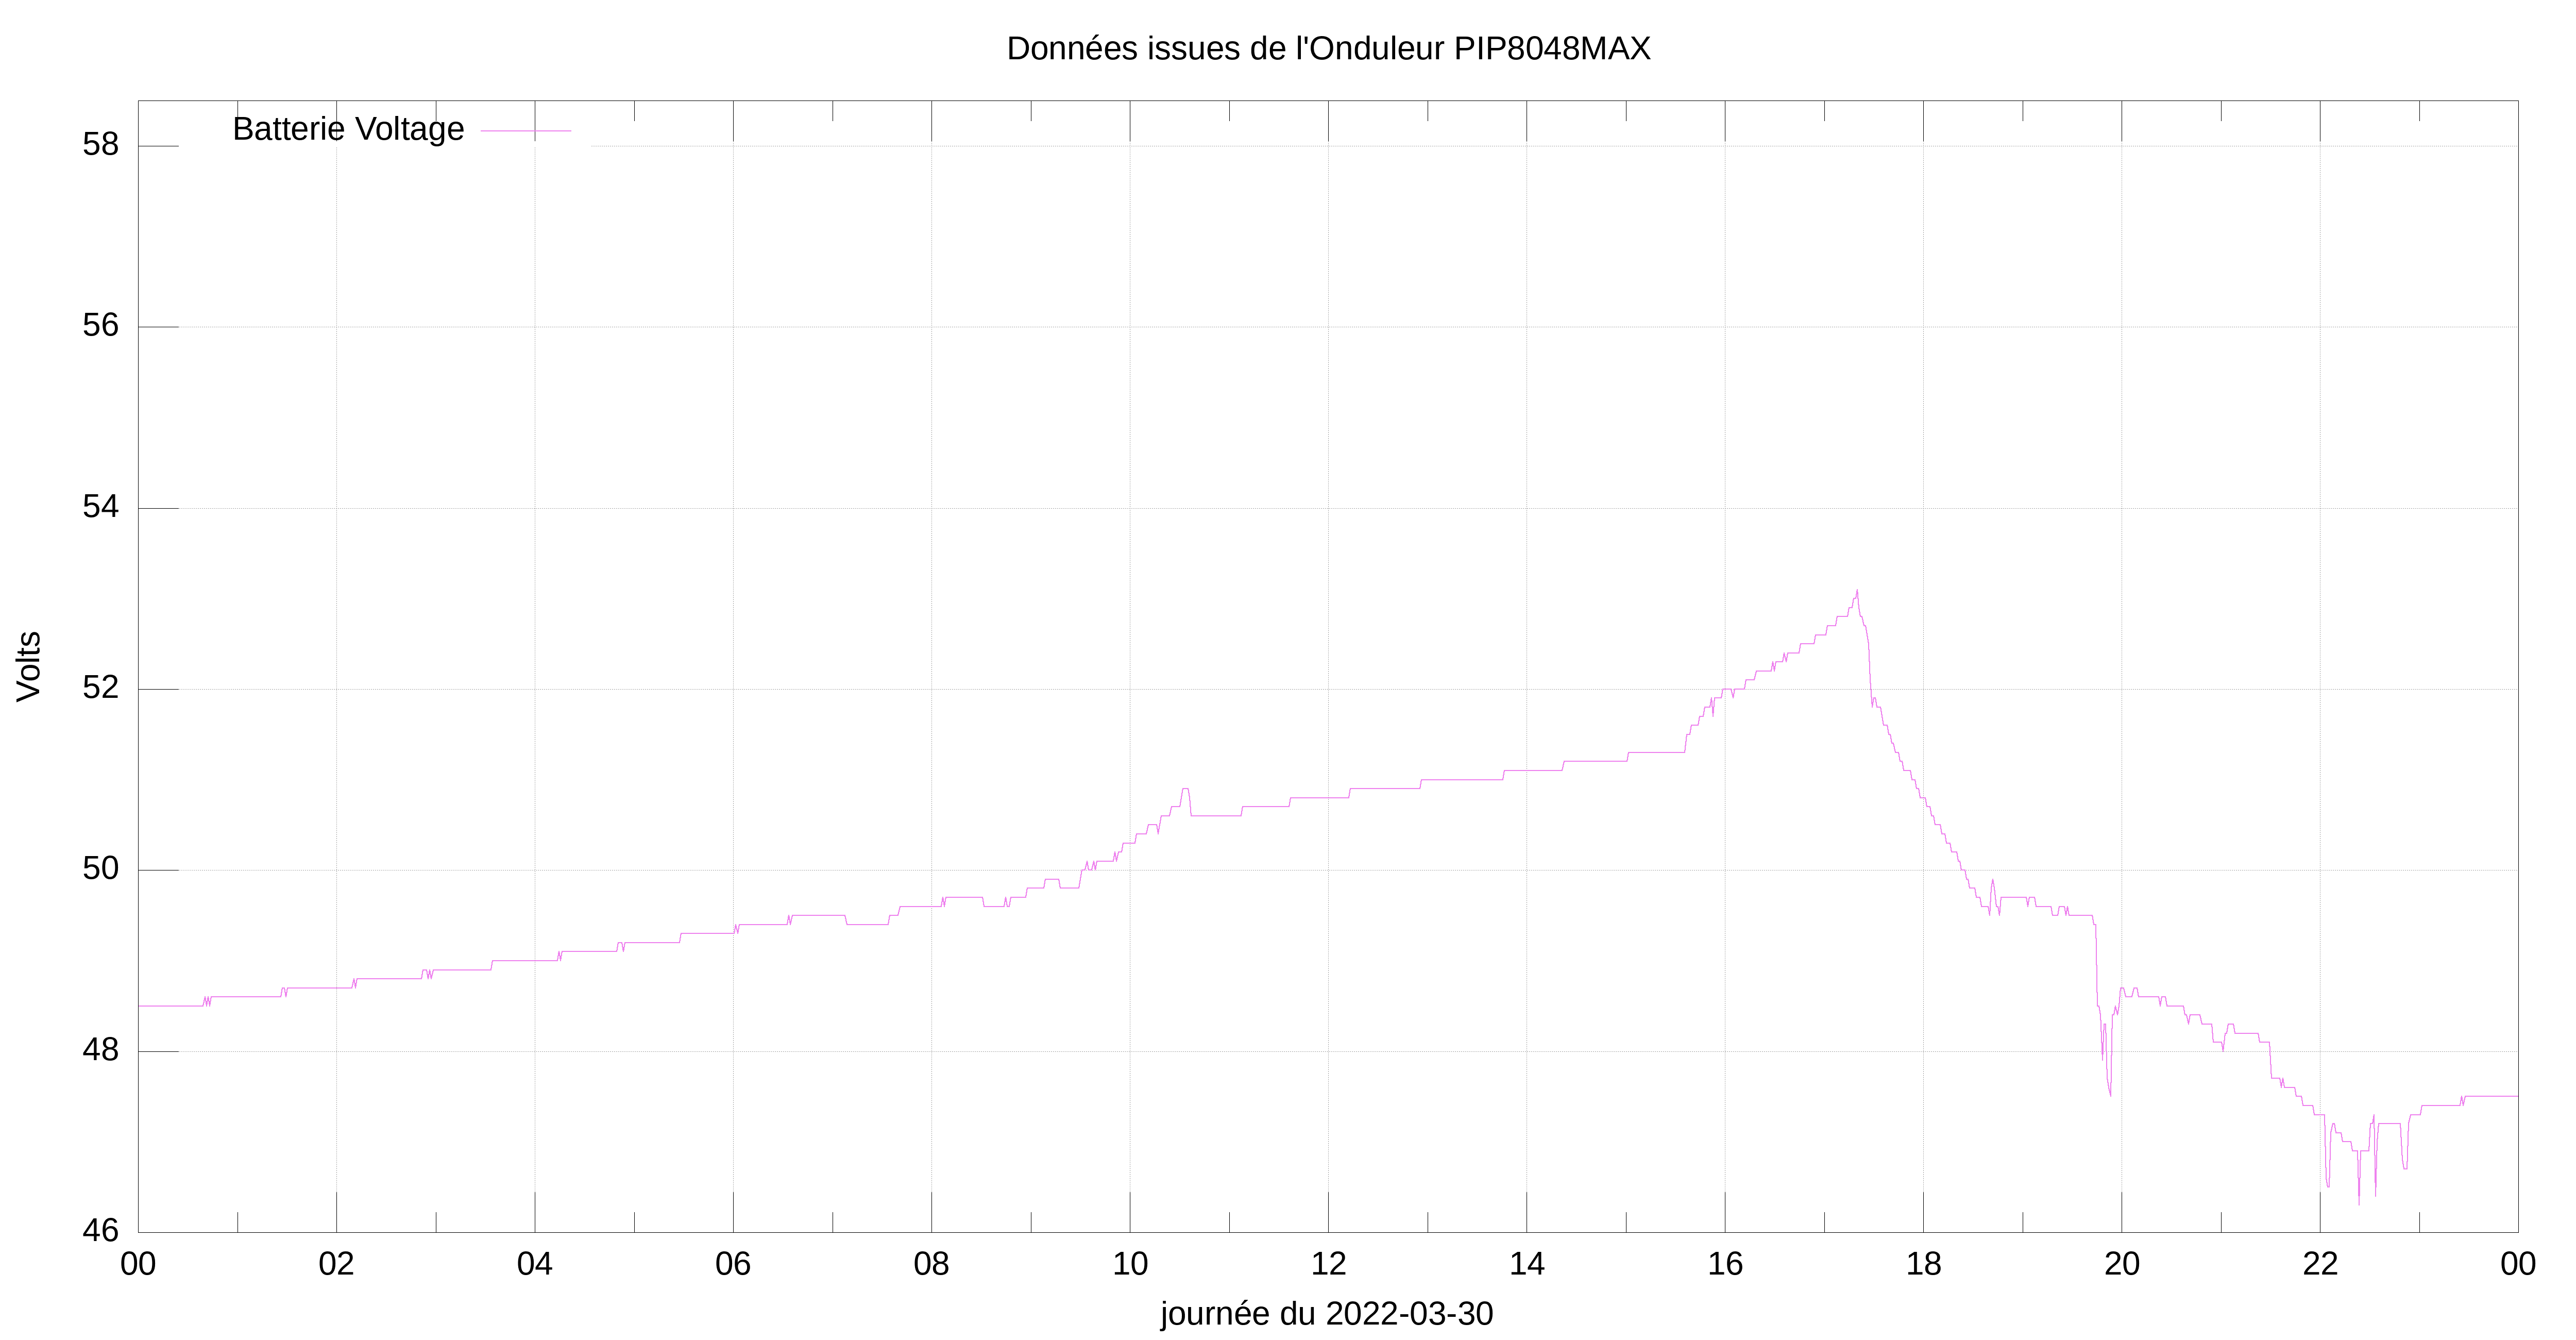 Données issues de l'Onduleur PIP8048MAX
Batterie Voltage
58
56
54
52
50
48
46
Volts
00 02 04 06 08 10 12 14 16 18 20 22 00
journée du 2022-03-30